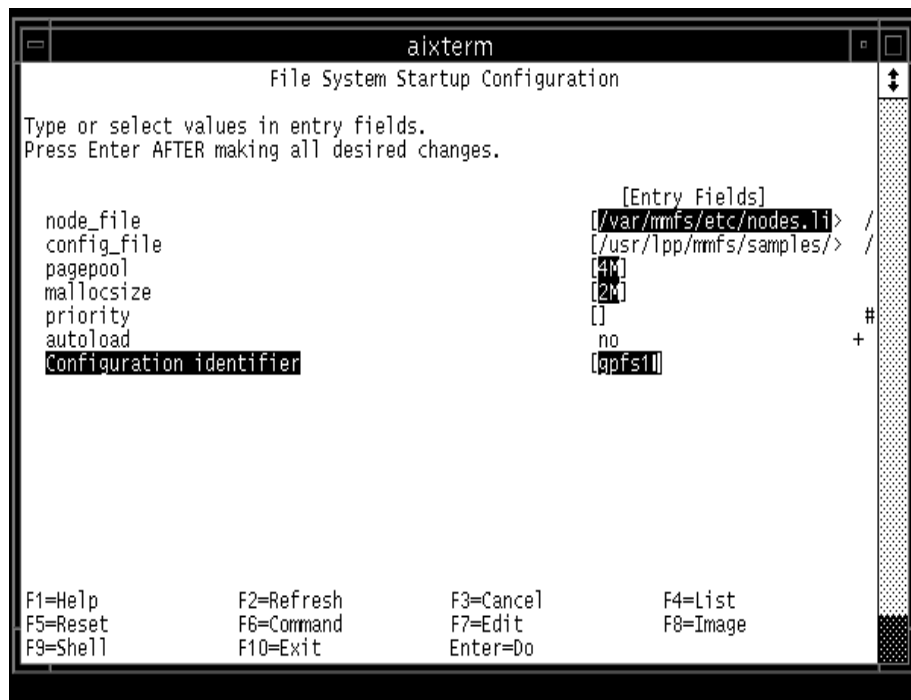 aixterm
File System Startup Configuration
Type or select values in entry fields.
Press Enter AFTER making all desired changes.
[Entry Fields]
node_file [/var/mmfs/etc/nodes.li> /
config_file [/usr/lpp/mmfs/samples/> /
pagepool [4M]
mallocsize [2M]
priority [] #
autoload no +
Configuration identifier [gpfs1]
F1=Help F2=Refresh F3=Cancel F4=List
F5=Reset F6=Command F7=Edit F8=Image
F9=Shell F10=Exit Enter=Do